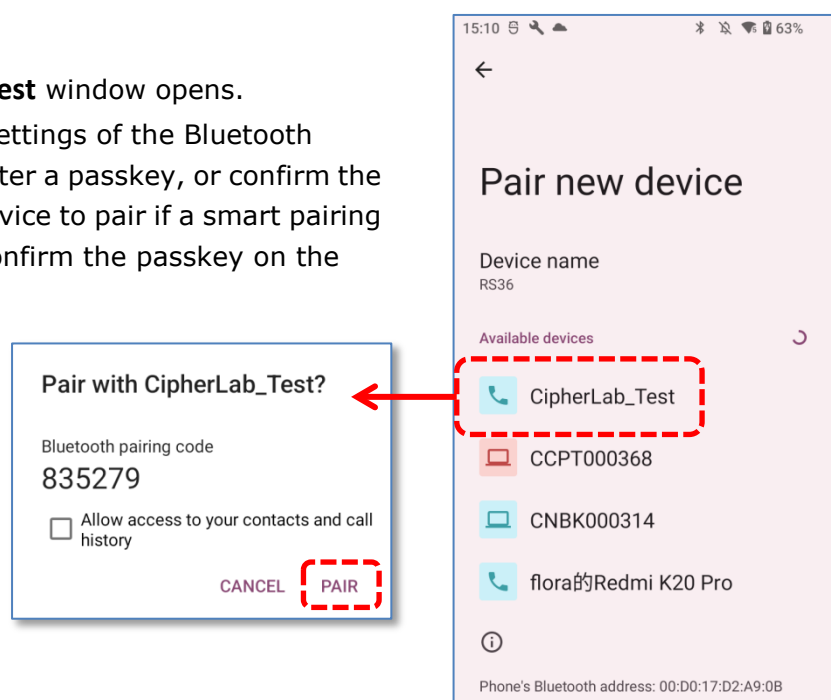 est window opens.
ettings of the Bluetooth
ter a passkey, or confirm the
vice to pair if a smart pairing
onfirm the passkey on the
Pair with CipherLab_Test?
Bluetooth pairing code
835279
Allow access to your contacts and call
history
CANCEL PAIR
15:10 63%
Pair new device
Device name
RS36
Available devices
CipherLab_Test
CCPT000368
CNBK000314
flora的Redmi K20 Pro
Phone's Bluetooth address: 00:D0:17:D2:A9:0B